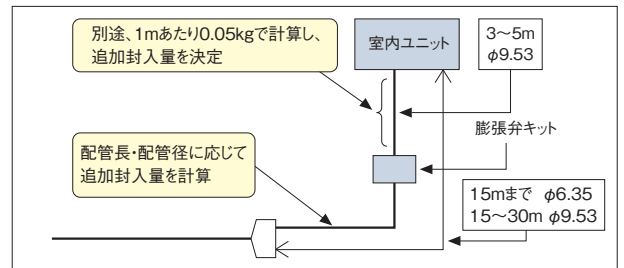 別途、1mあたり0.05kgで計算し、
追加封入量を決定
室内ユニット
3～5m
φ9.53
膨張弁キット
配管長・配管径に応じて
追加封入量を計算
15mまで φ6.35
15～30m φ9.53